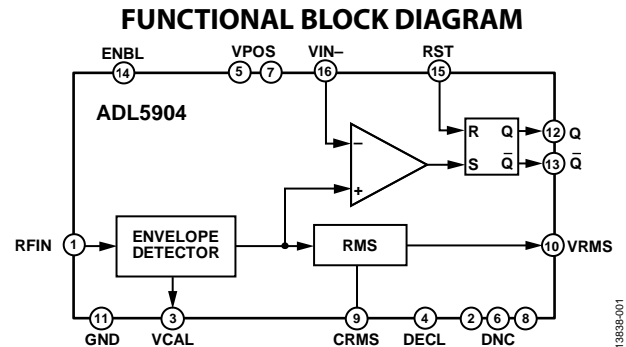 FUNCTIONAL BLOCK DIAGRAM
ENBL VPOS VIN– RST
14 5 7 16 15
ADL5904
R Q 12 Q
S Q̅ 13 Q̅
–
+
RFIN 1 ENVELOPE DETECTOR RMS 10 VRMS
11 3 9 4 2 6 8
GND VCAL CRMS DECL DNC
13838-001